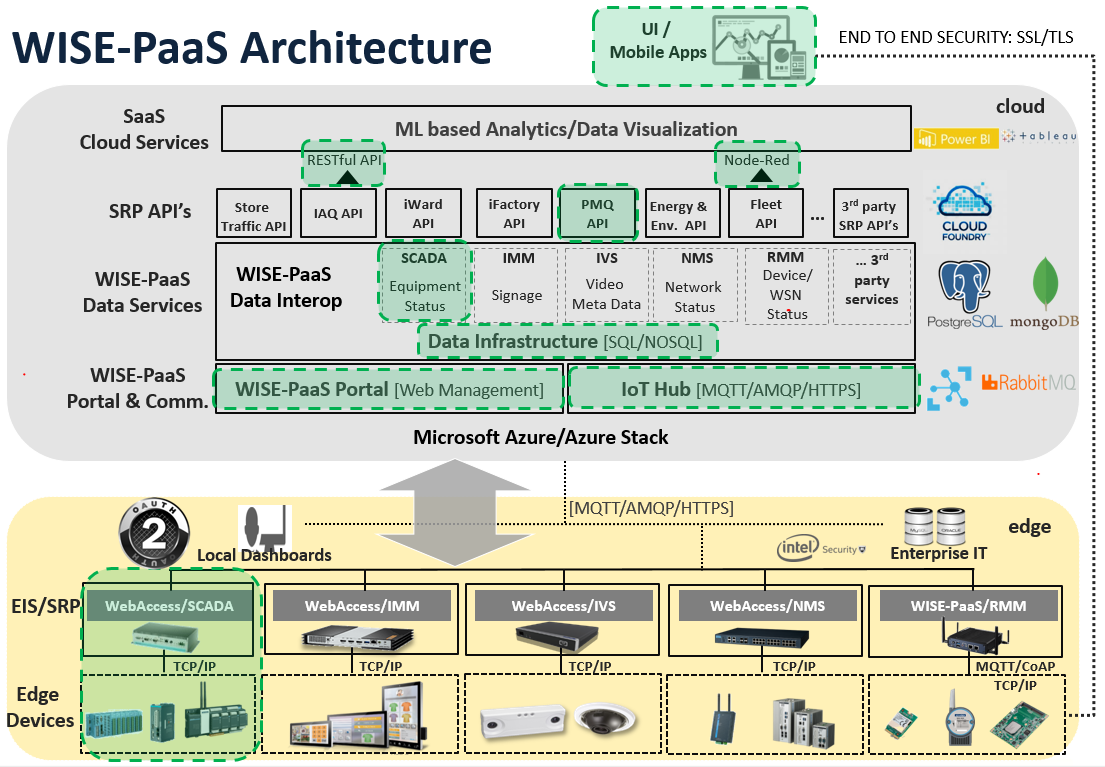 WISE-PaaS Architecture
UI /
Mobile Apps
END TO END SECURITY: SSL/TLS
cloud
SaaS
Cloud Services
ML based Analytics/Data Visualization
Power BI
+ableau
RESTful API
Node-Red
SRP API's
Store
Traffic API
IAQ API
iWard
API
iFactory
API
PMQ
API
Energy &
Env. API
Fleet
API
...
3rd party
SRP API's
CLOUD
FOUNDRY
WISE-PaaS
Data Services
WISE-PaaS
Data Interop
SCADA
Equipment
Status
IMM
Signage
IVS
Video
Meta Data
NMS
Network
Status
RMM
Device/
WSN
Status
... 3rd
party
services
PostgreSQL
mongoDB
Data Infrastructure [SQL/NOSQL]
WISE-PaaS
Portal & Comm.
WISE-PaaS Portal [Web Management]
IoT Hub [MQTT/AMQP/HTTPS]
RabbitMQ
Microsoft Azure/Azure Stack
[MQTT/AMQP/HTTPS]
edge
OAUTH
2
OAUTH
Local Dashboards
intel Security
MySQL
ORACLE
Enterprise IT
EIS/SRP
WebAccess/SCADA
WebAccess/IMM
WebAccess/IVS
WebAccess/NMS
WISE-PaaS/RMM
TCP/IP
TCP/IP
TCP/IP
TCP/IP
MQTT/CoAP
TCP/IP
Edge
Devices